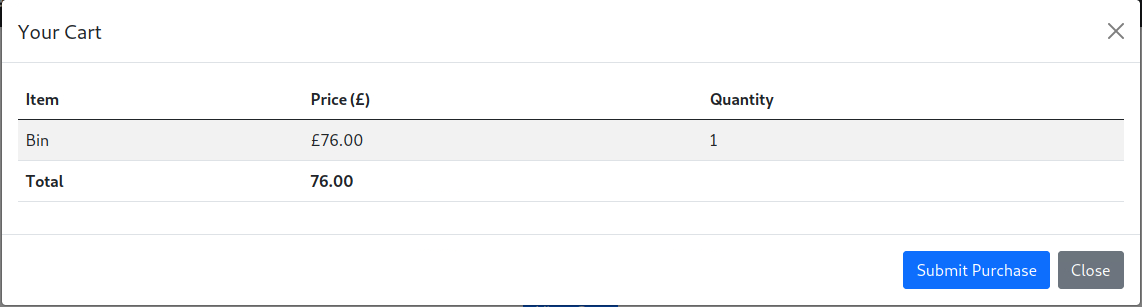 Your Cart
Item Price (£) Quantity
Bin £76.00 1
Total 76.00
Submit Purchase Close